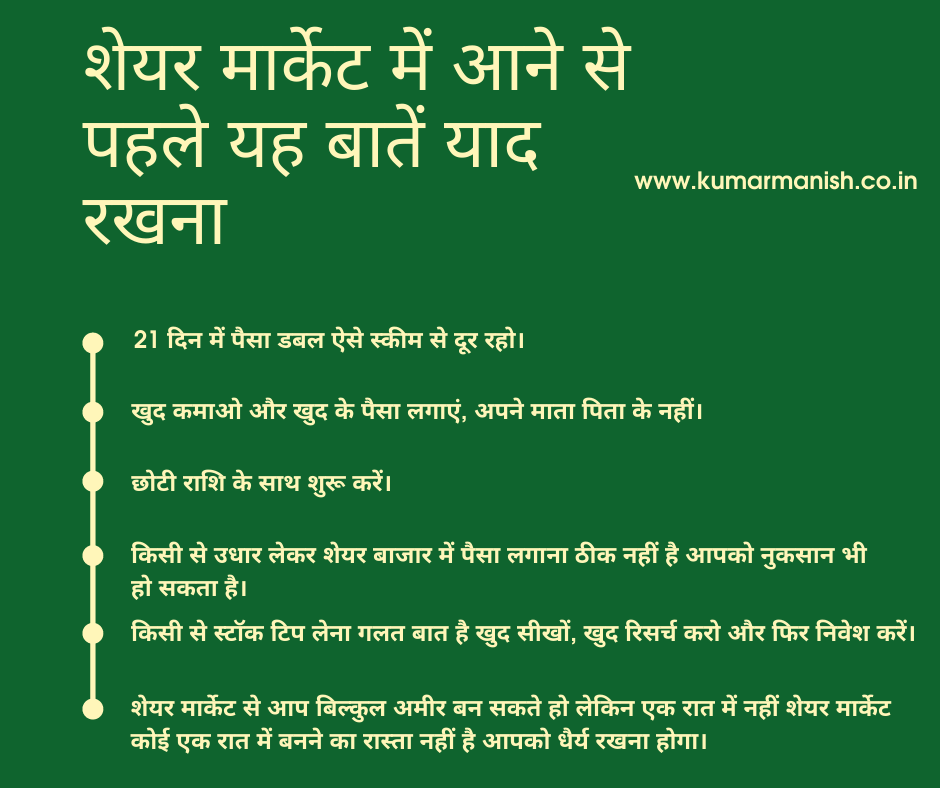 शेयर मार्केट में आने से
पहले यह बातें याद
रखना
www.kumarmanish.co.in
21 दिन में पैसा डबल ऐसे स्कीम से दूर रहो।
खुद कमाओ और खुद के पैसा लगाएं, अपने माता पिता के नहीं।
छोटी राशि के साथ शुरू करें।
किसी से उधार लेकर शेयर बाजार में पैसा लगाना ठीक नहीं है आपको नुकसान भी
हो सकता है।
किसी से स्टॉक टिप लेना गलत बात है खुद सीखों, खुद रिसर्च करो और फिर निवेश करें।
शेयर मार्केट से आप बिल्कुल अमीर बन सकते हो लेकिन एक रात में नहीं शेयर मार्केट
कोई एक रात में बनने का रास्ता नहीं है आपको धैर्य रखना होगा।